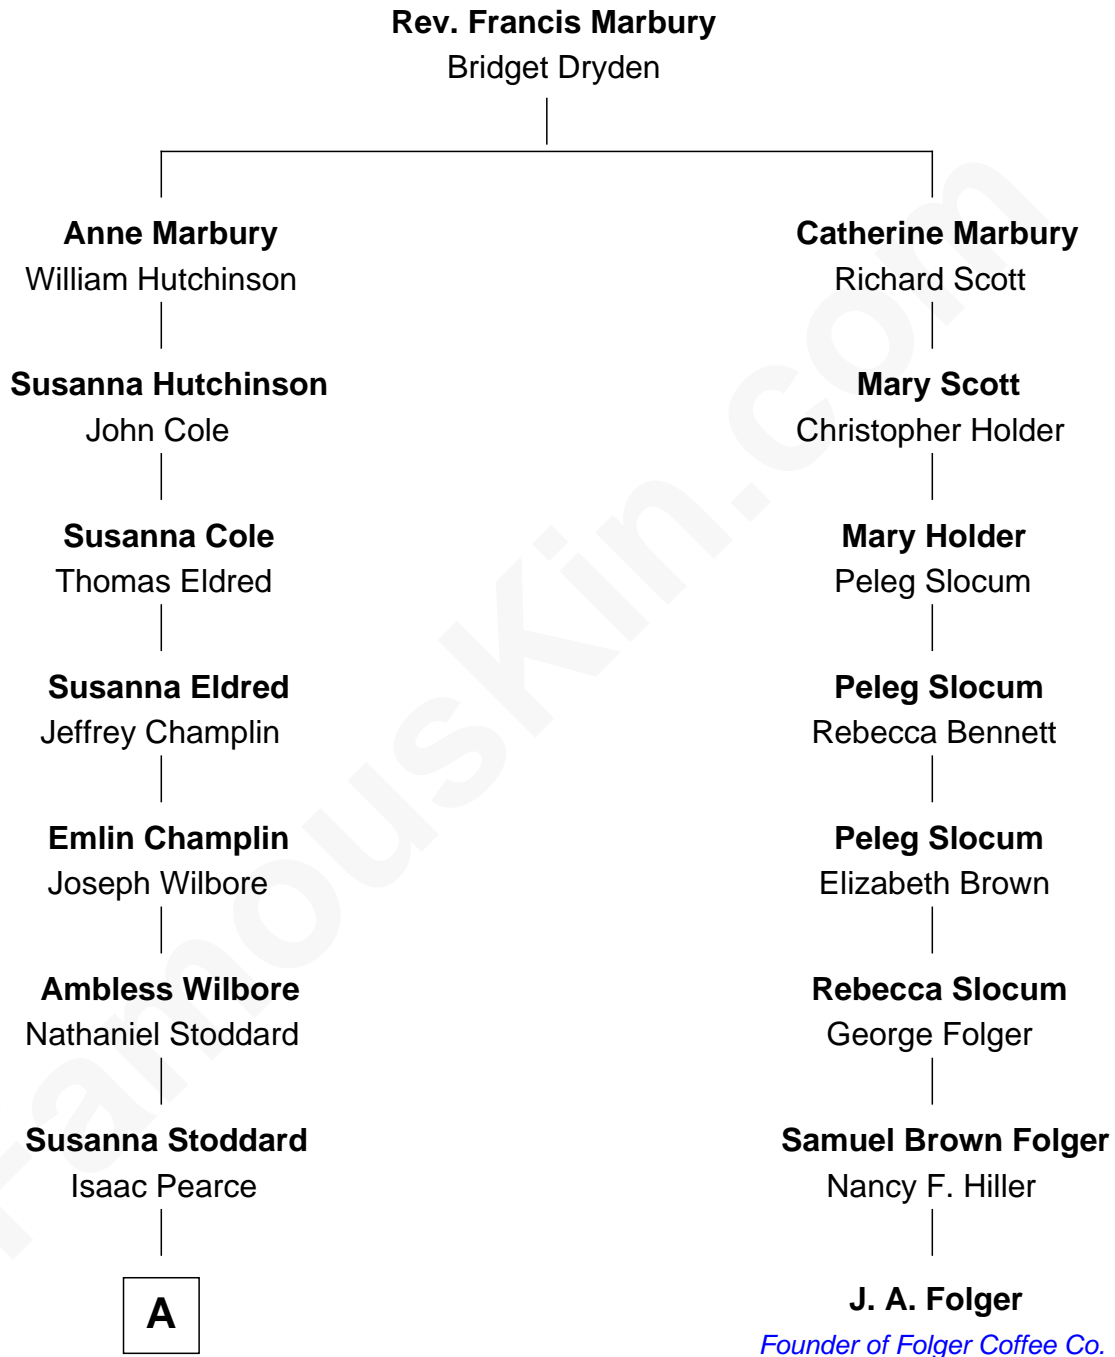 Rev. Francis Marbury
Bridget Dryden
Anne Marbury
William Hutchinson
Susanna Hutchinson
John Cole
Susanna Cole
Thomas Eldred
Susanna Eldred
Jeffrey Champlin
Emlin Champlin
Joseph Wilbore
Ambless Wilbore
Nathaniel Stoddard
Susanna Stoddard
Isaac Pearce
A
Catherine Marbury
Richard Scott
Mary Scott
Christopher Holder
Mary Holder
Peleg Slocum
Peleg Slocum
Rebecca Bennett
Peleg Slocum
Elizabeth Brown
Rebecca Slocum
George Folger
Samuel Brown Folger
Nancy F. Hiller
J. A. Folger
Founder of Folger Coffee Co.
FamousKin.com